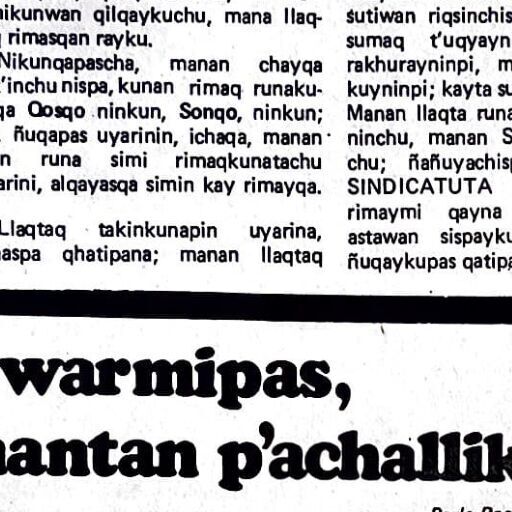 nikunwan qilqaykuchu, mana llaq-
rimasqan rayku.
Nikunqapascha, manan chayqa
'inchu nispa, kunan rimaq runaku-
qa Qosqo ninkun, Sonqo, ninkun;
ñuqapas uyarinin, ichaqa, manan
n runa simi rimaqkunatachu
arini, alqayasqa simin kay rimayqa.
Llaqtaq takinkunapin uyarina,
aspa qhatipana; manan llaqtaq
śutiwan riqsinchis
sumaq t'uqyayn
rakhurayninpi, m
kuyninpi; kayta su
Manan llaqta runa
ninchu, manan S
chu; ñañuyachisp
SINDICATUTA
rimaymi qayna
astawan sispayku
ñuqaykupas qatipa
warmipas,
nantan p'achallik